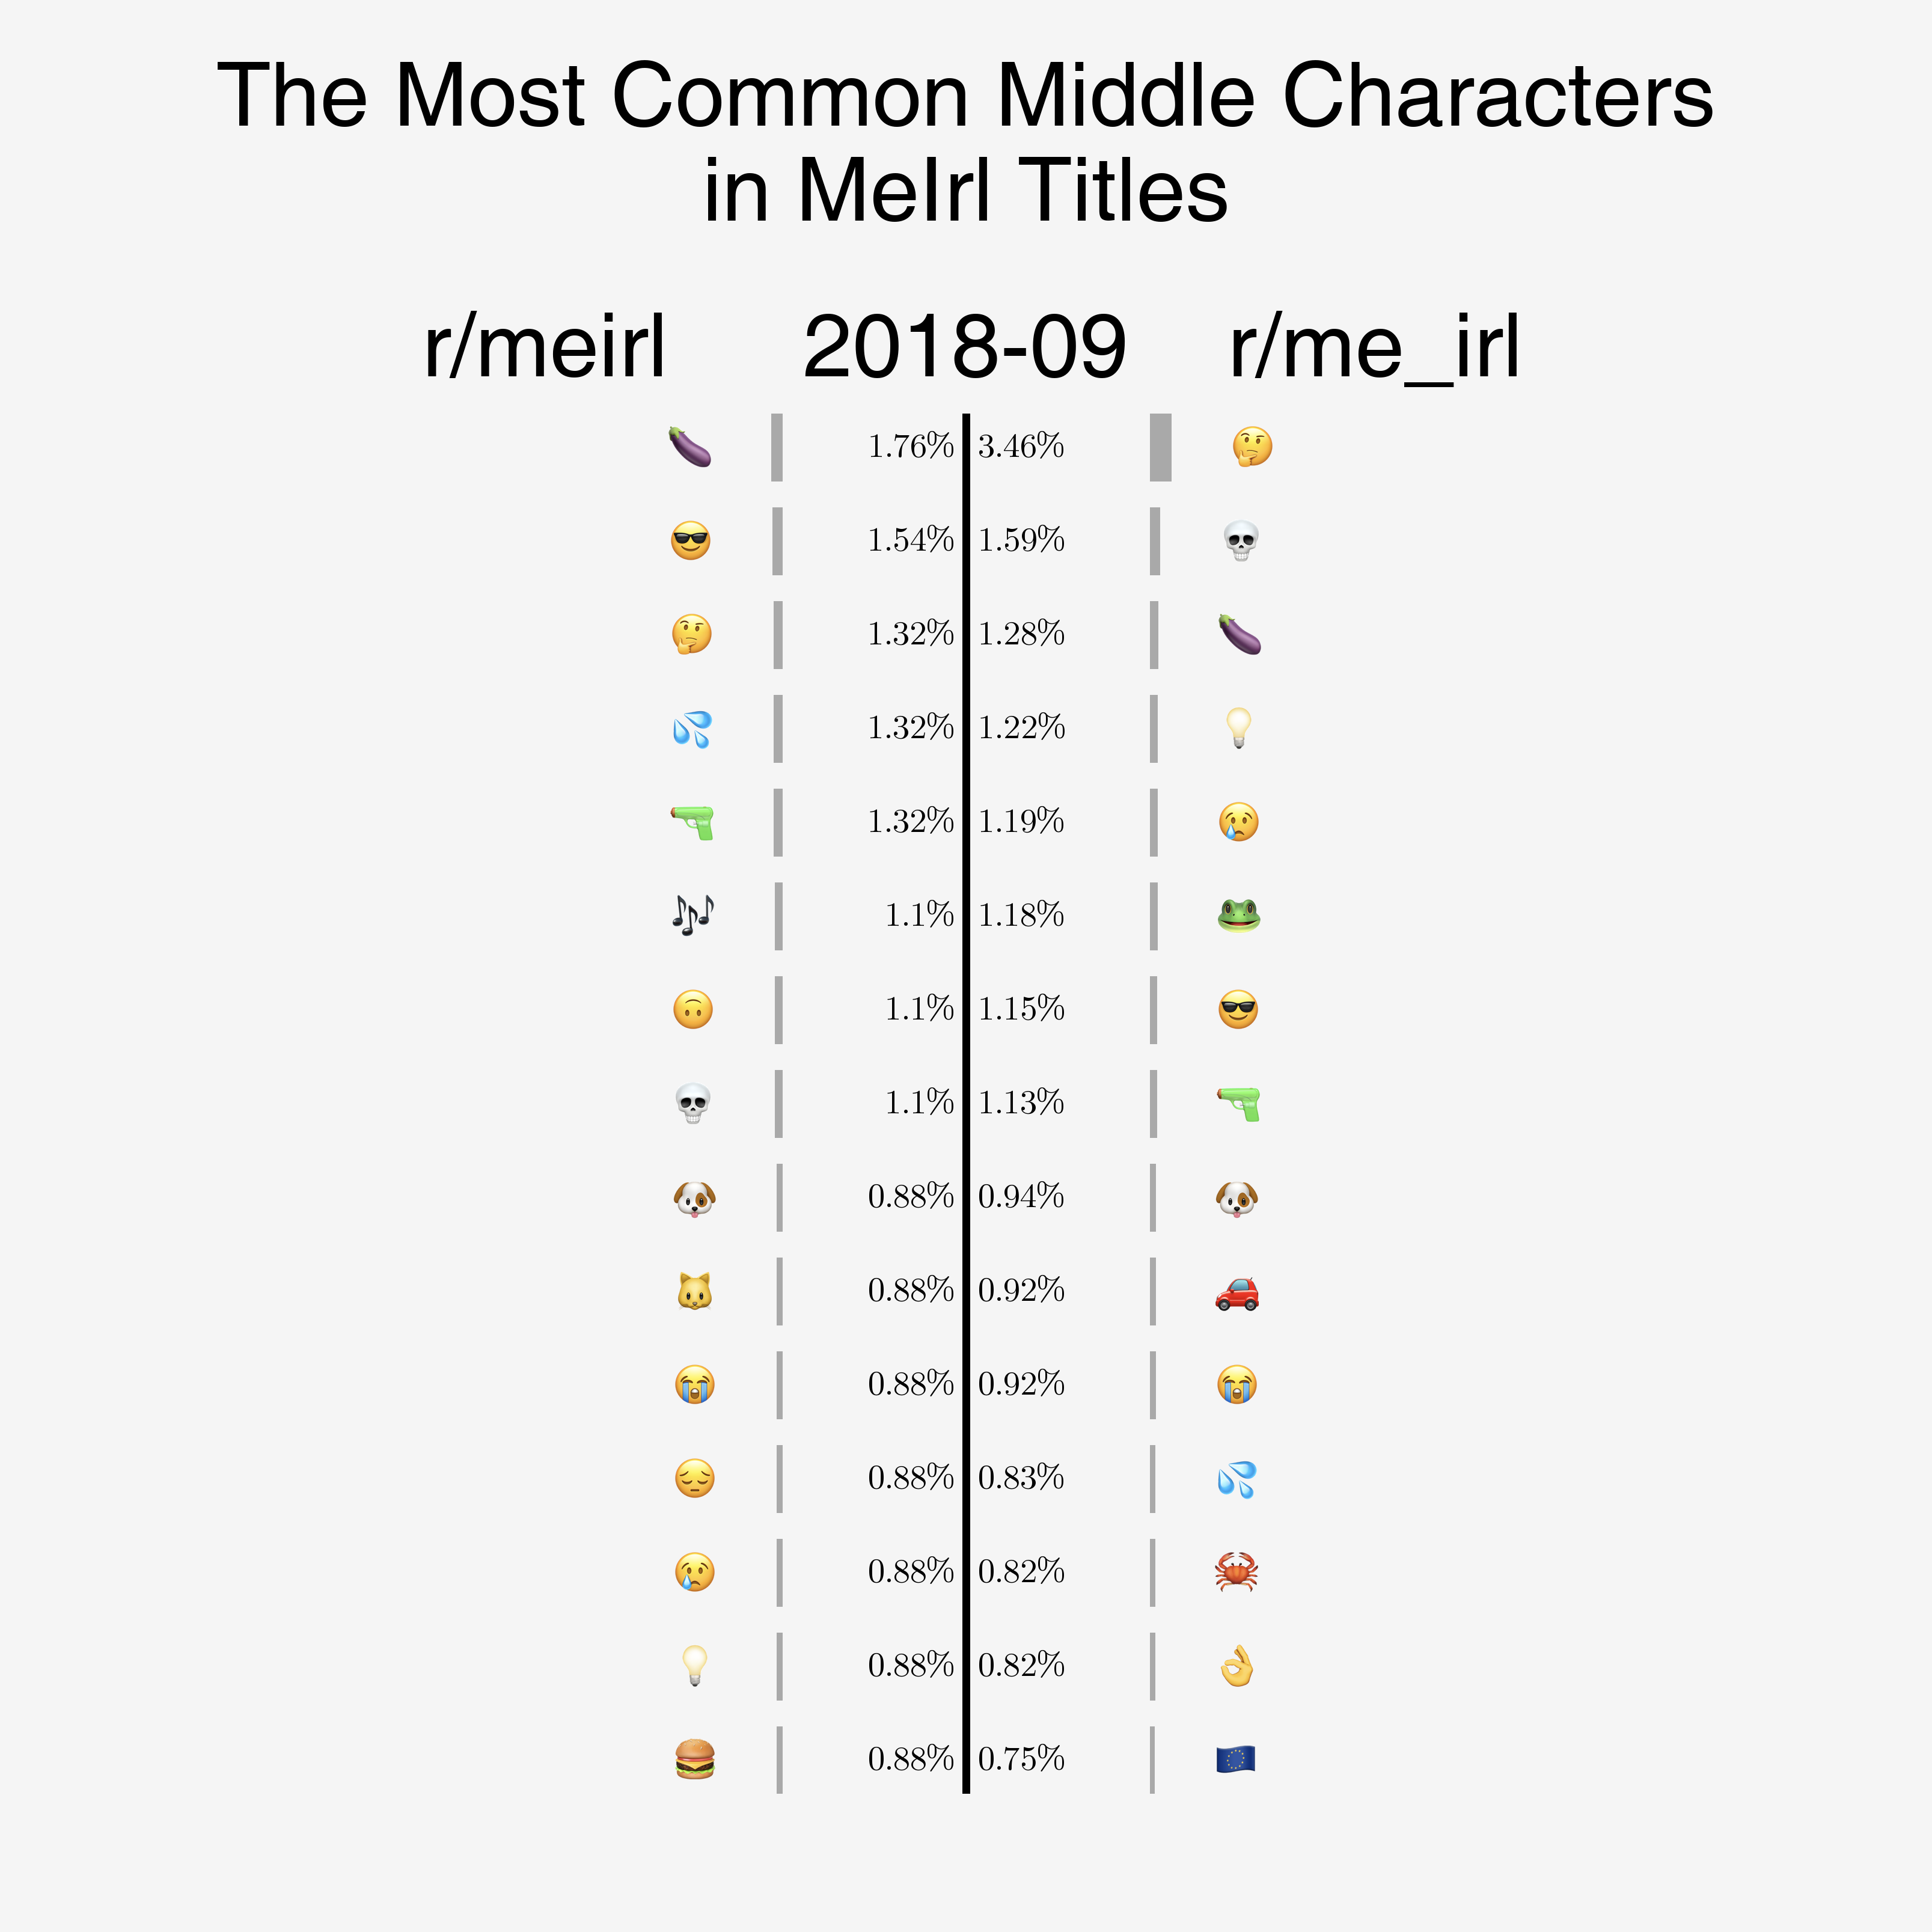 The Most Common Middle Characters
in MeIrl Titles
r/meirl 2018-09 r/me_irl
🍆 1.76% 3.46% 🤔
😎 1.54% 1.59% 💀
🤔 1.32% 1.28% 🍆
💦 1.32% 1.22% 💡
🔫 1.32% 1.19% 😢
🎶 1.1% 1.18% 🐸
🙃 1.1% 1.15% 😎
💀 1.1% 1.13% 🔫
🐶 0.88% 0.94% 🐶
🐱 0.88% 0.92% 🚗
😭 0.88% 0.92% 😭
😔 0.88% 0.83% 💦
😢 0.88% 0.82% 🦀
💡 0.88% 0.82% 👌
🍔 0.88% 0.75% 🇪🇺